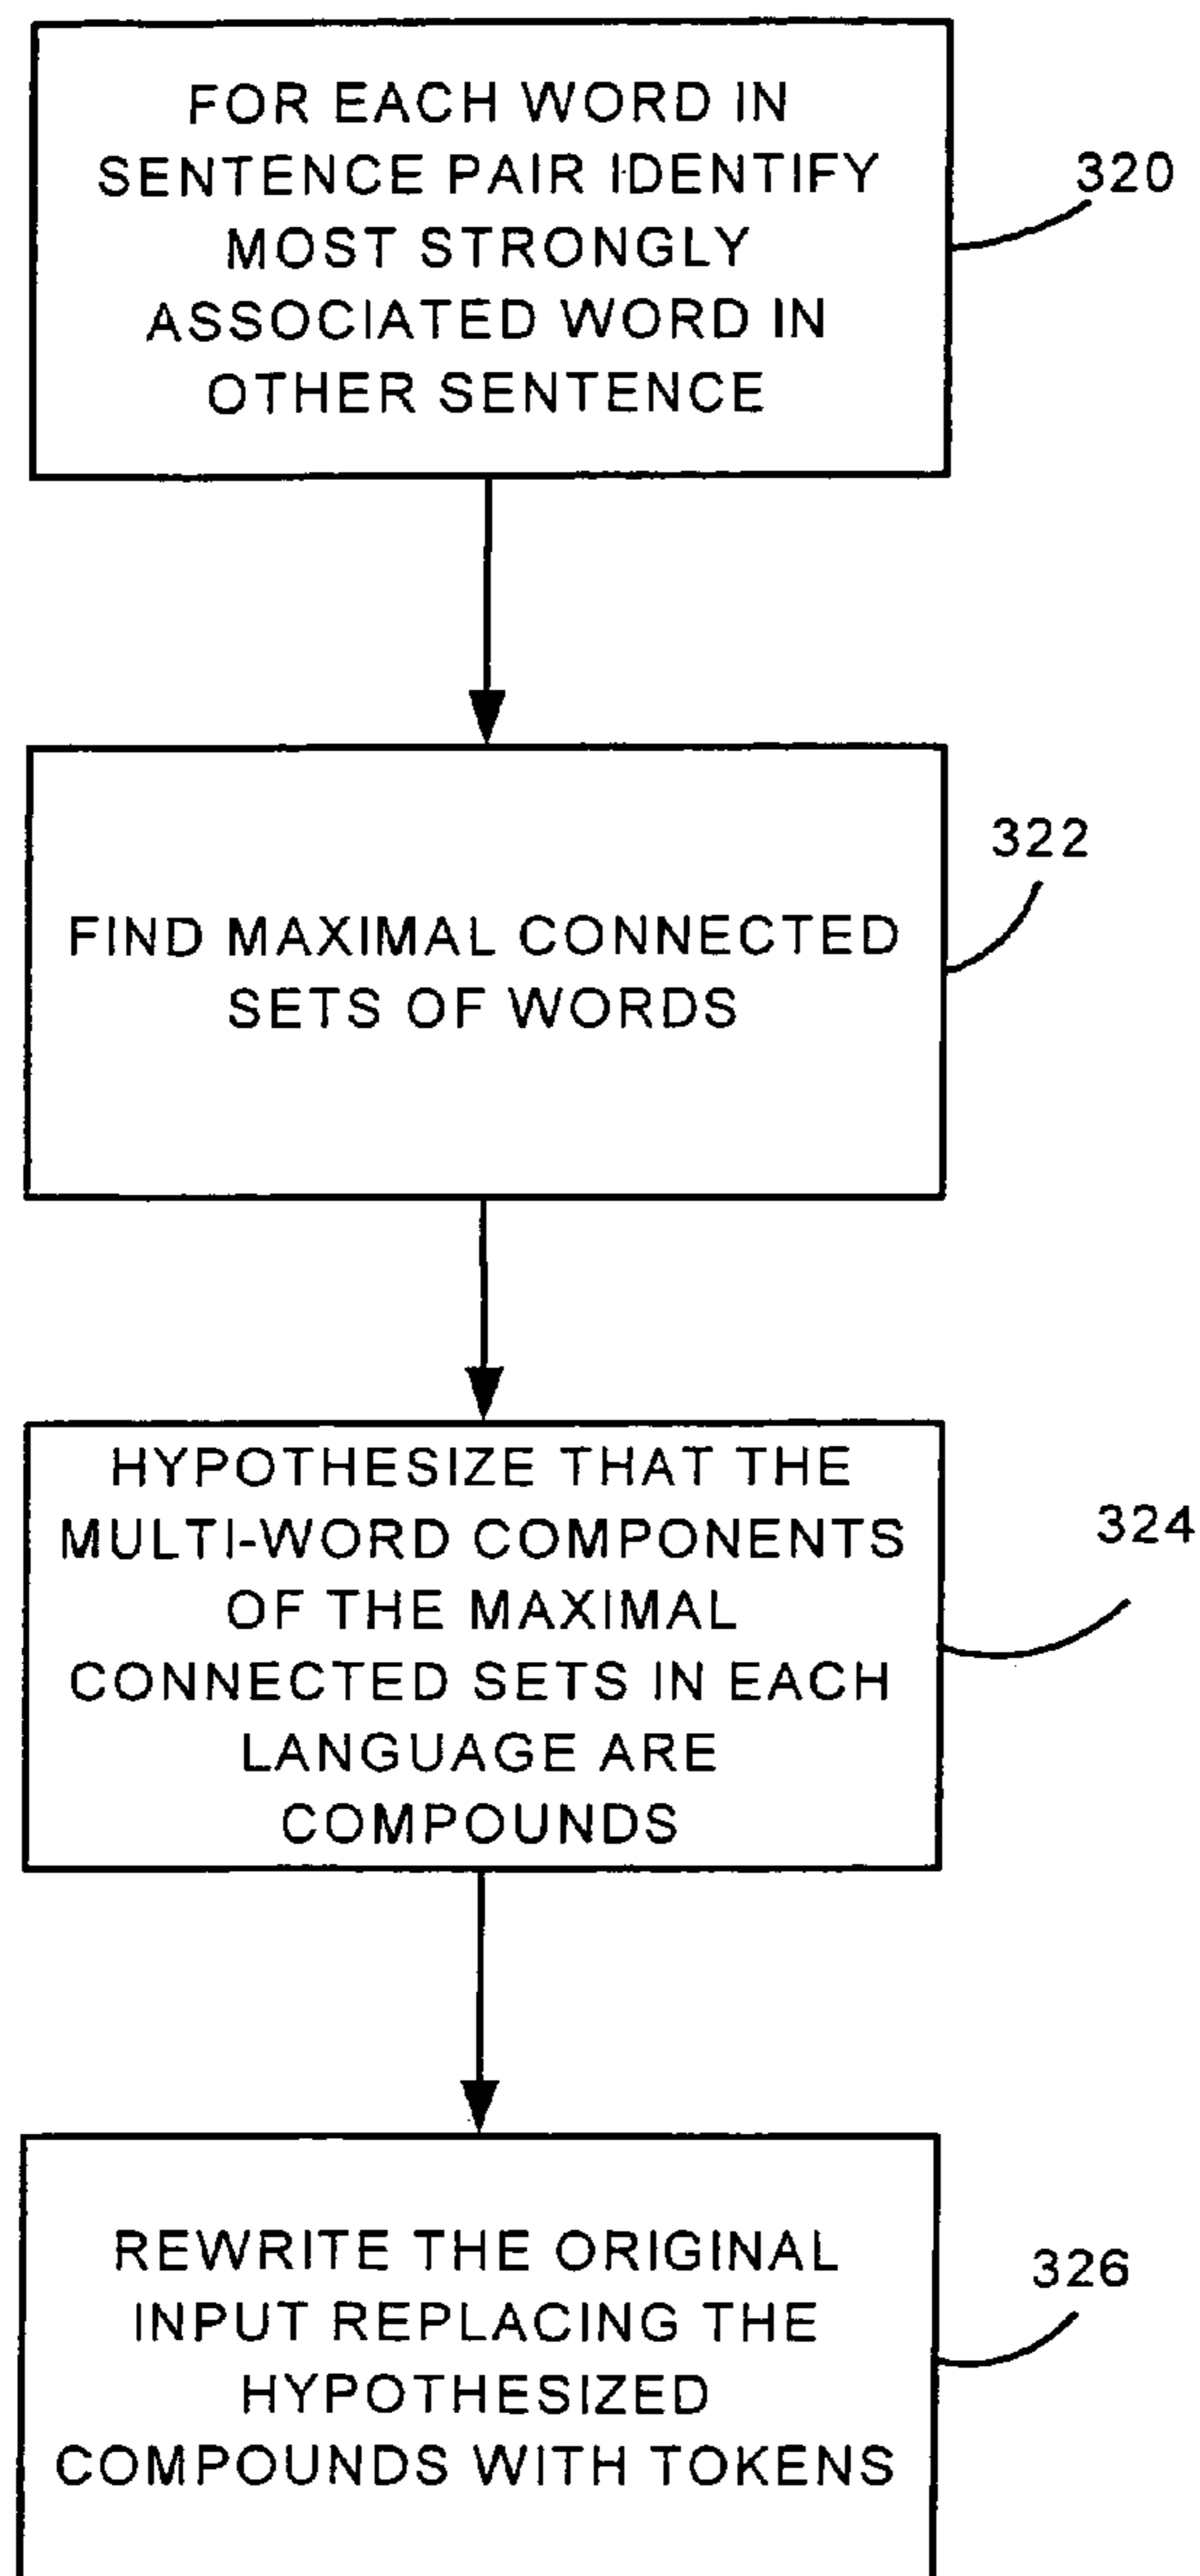 FOR EACH WORD IN
SENTENCE PAIR IDENTIFY
MOST STRONGLY
ASSOCIATED WORD IN
OTHER SENTENCE
320
FIND MAXIMAL CONNECTED
SETS OF WORDS
322
HYPOTHESIZE THAT THE
MULTI-WORD COMPONENTS
OF THE MAXIMAL
CONNECTED SETS IN EACH
LANGUAGE ARE
COMPOUNDS
324
REWRITE THE ORIGINAL
INPUT REPLACING THE
HYPOTHESIZED
COMPOUNDS WITH TOKENS
326